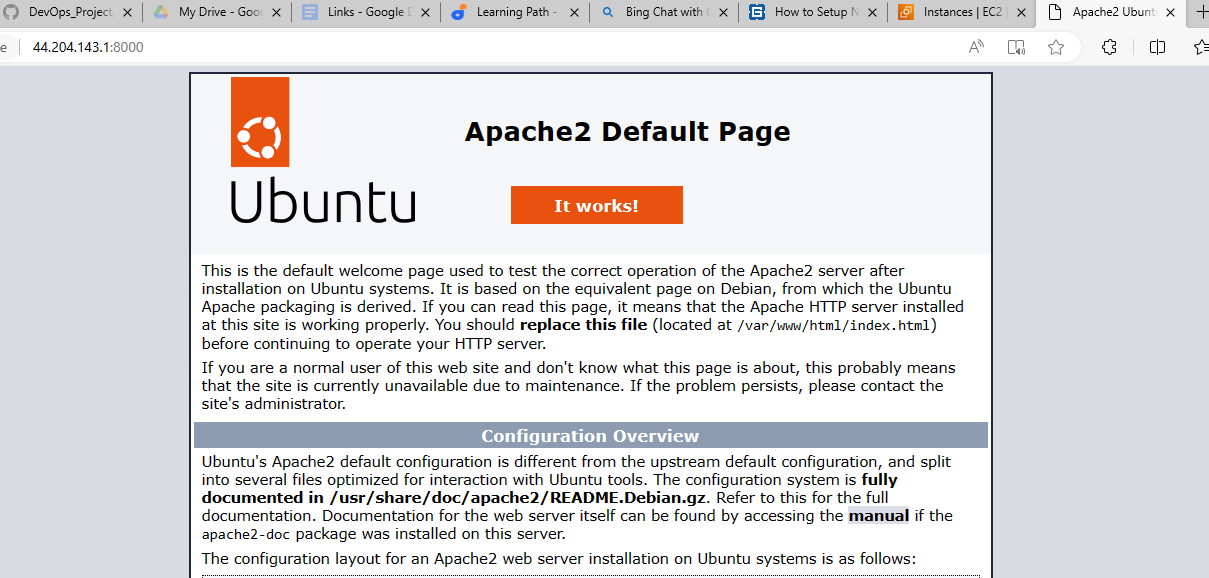 DevOps_Project
My Drive - Goog
Links - Google D
Learning Path -
Bing Chat with
How to Setup N
Instances | EC2
Apache2 Ubunt
e
44.204.143.1:8000
Apache2 Default Page
Ubuntu
It works!
This is the default welcome page used to test the correct operation of the Apache2 server after
installation on Ubuntu systems. It is based on the equivalent page on Debian, from which the Ubuntu
Apache packaging is derived. If you can read this page, it means that the Apache HTTP server installed
at this site is working properly. You should replace this file (located at /var/www/html/index.html)
before continuing to operate your HTTP server.
If you are a normal user of this web site and don't know what this page is about, this probably means
that the site is currently unavailable due to maintenance. If the problem persists, please contact the
site's administrator.
Configuration Overview
Ubuntu's Apache2 default configuration is different from the upstream default configuration, and split
into several files optimized for interaction with Ubuntu tools. The configuration system is fully
documented in /usr/share/doc/apache2/README.Debian.gz. Refer to this for the full
documentation. Documentation for the web server itself can be found by accessing the manual if the
apache2-doc package was installed on this server.
The configuration layout for an Apache2 web server installation on Ubuntu systems is as follows: